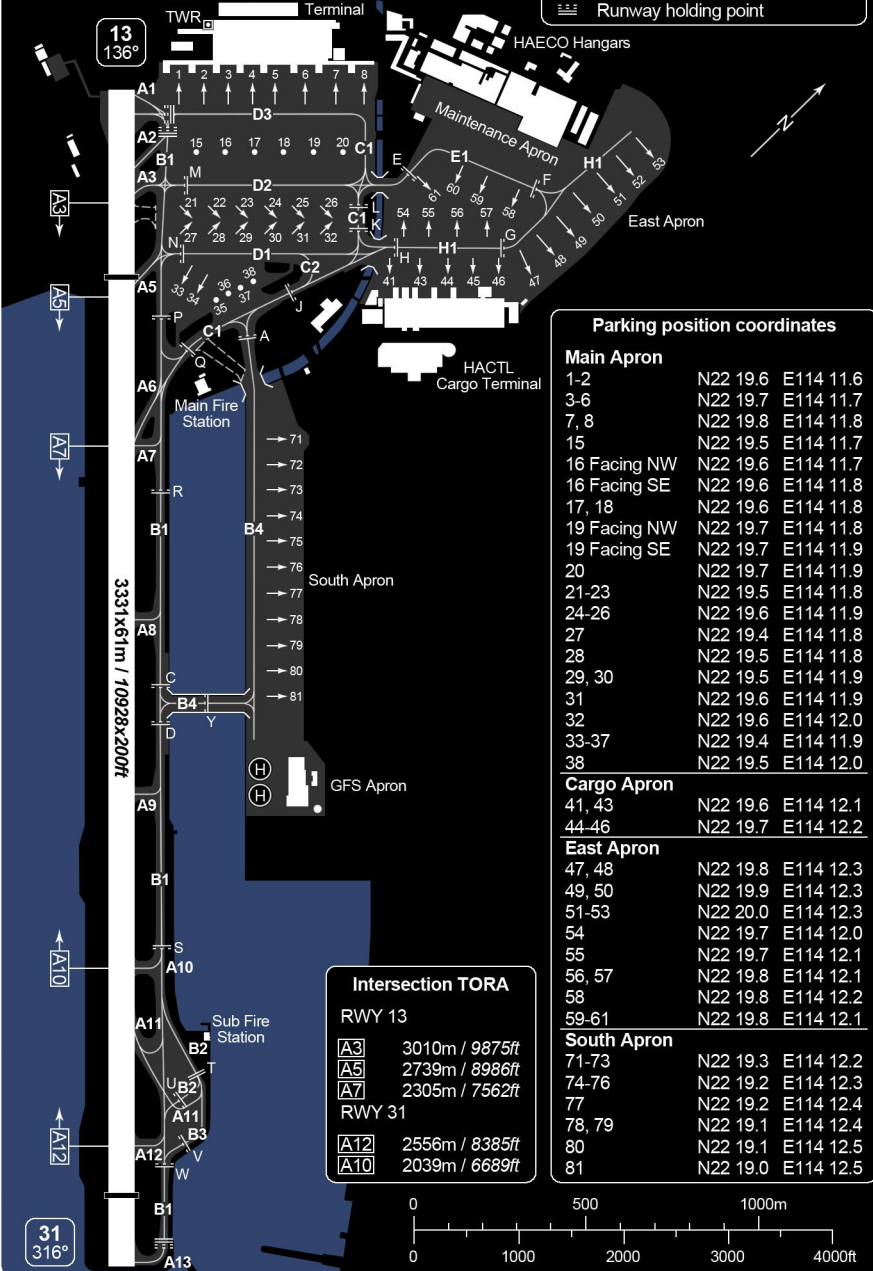 Runway holding point
TWR
Terminal
13
136°
HAECO Hangars
A1
1 2 3 4 5 6 7 8
D3
Maintenance Apron
N
A2
B1
15 16 17 18 19 20
C1
E
E1
H1
53
A3
M
D2
61 60 59 58
F
52
51
50
49
48
47
East Apron
A3
21 22 23 24 25 26
L
C1
K
54 55 56 57
27 28 29 30 31 32
N
D1
C2
H
H1
G
A5
A5
33 34 35 36 37 38
J
41 43 44 45 46
P
C1
A
Q
HACTL
Cargo Terminal
A6
Main Fire
Station
A7
A7
R
71
72
73
74
75
76
77
78
79
80
81
B1
B4
South Apron
3331x61m / 10928x200ft
A8
C
B4
Y
D
H
H
GFS Apron
A9
B1
S
A10
A10
A11
Sub Fire
Station
B2
T
U
B2
A11
B3
V
A12
A12
W
B1
31
316°
A13
Intersection TORA
RWY 13
A3 3010m / 9875ft
A5 2739m / 8986ft
A7 2305m / 7562ft
RWY 31
A12 2556m / 8385ft
A10 2039m / 6689ft
Parking position coordinates
Main Apron
1-2 N22 19.6 E114 11.6
3-6 N22 19.7 E114 11.7
7, 8 N22 19.8 E114 11.8
15 N22 19.5 E114 11.7
16 Facing NW N22 19.6 E114 11.7
16 Facing SE N22 19.6 E114 11.8
17, 18 N22 19.6 E114 11.8
19 Facing NW N22 19.7 E114 11.8
19 Facing SE N22 19.7 E114 11.9
20 N22 19.7 E114 11.9
21-23 N22 19.5 E114 11.8
24-26 N22 19.6 E114 11.9
27 N22 19.4 E114 11.8
28 N22 19.5 E114 11.8
29, 30 N22 19.5 E114 11.9
31 N22 19.6 E114 11.9
32 N22 19.6 E114 12.0
33-37 N22 19.4 E114 11.9
38 N22 19.5 E114 12.0
Cargo Apron
41, 43 N22 19.6 E114 12.1
44-46 N22 19.7 E114 12.2
East Apron
47, 48 N22 19.8 E114 12.3
49, 50 N22 19.9 E114 12.3
51-53 N22 20.0 E114 12.3
54 N22 19.7 E114 12.0
55 N22 19.7 E114 12.1
56, 57 N22 19.8 E114 12.1
58 N22 19.8 E114 12.2
59-61 N22 19.8 E114 12.1
South Apron
71-73 N22 19.3 E114 12.2
74-76 N22 19.2 E114 12.3
77 N22 19.2 E114 12.4
78, 79 N22 19.1 E114 12.4
80 N22 19.1 E114 12.5
81 N22 19.0 E114 12.5
0 500 1000m
0 1000 2000 3000 4000ft